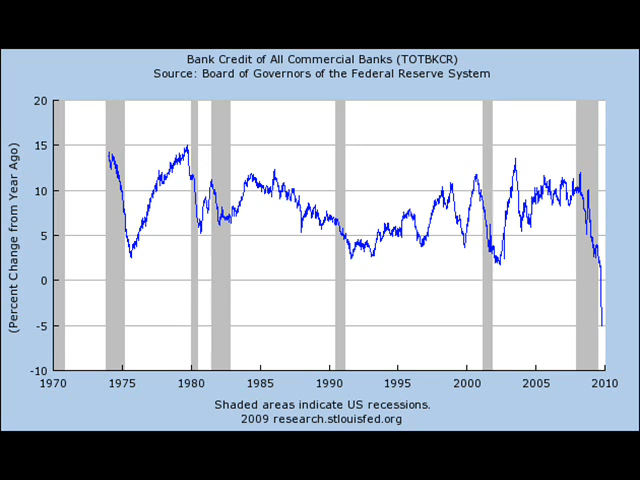 Bank Credit of All Commercial Banks (TOTBKCR)
Source: Board of Governors of the Federal Reserve System
(Percent Change from Year Ago)
20
15
10
5
0
-5
-10
1970 1975 1980 1985 1990 1995 2000 2005 2010
Shaded areas indicate US recessions.
2009 research.stlouisfed.org